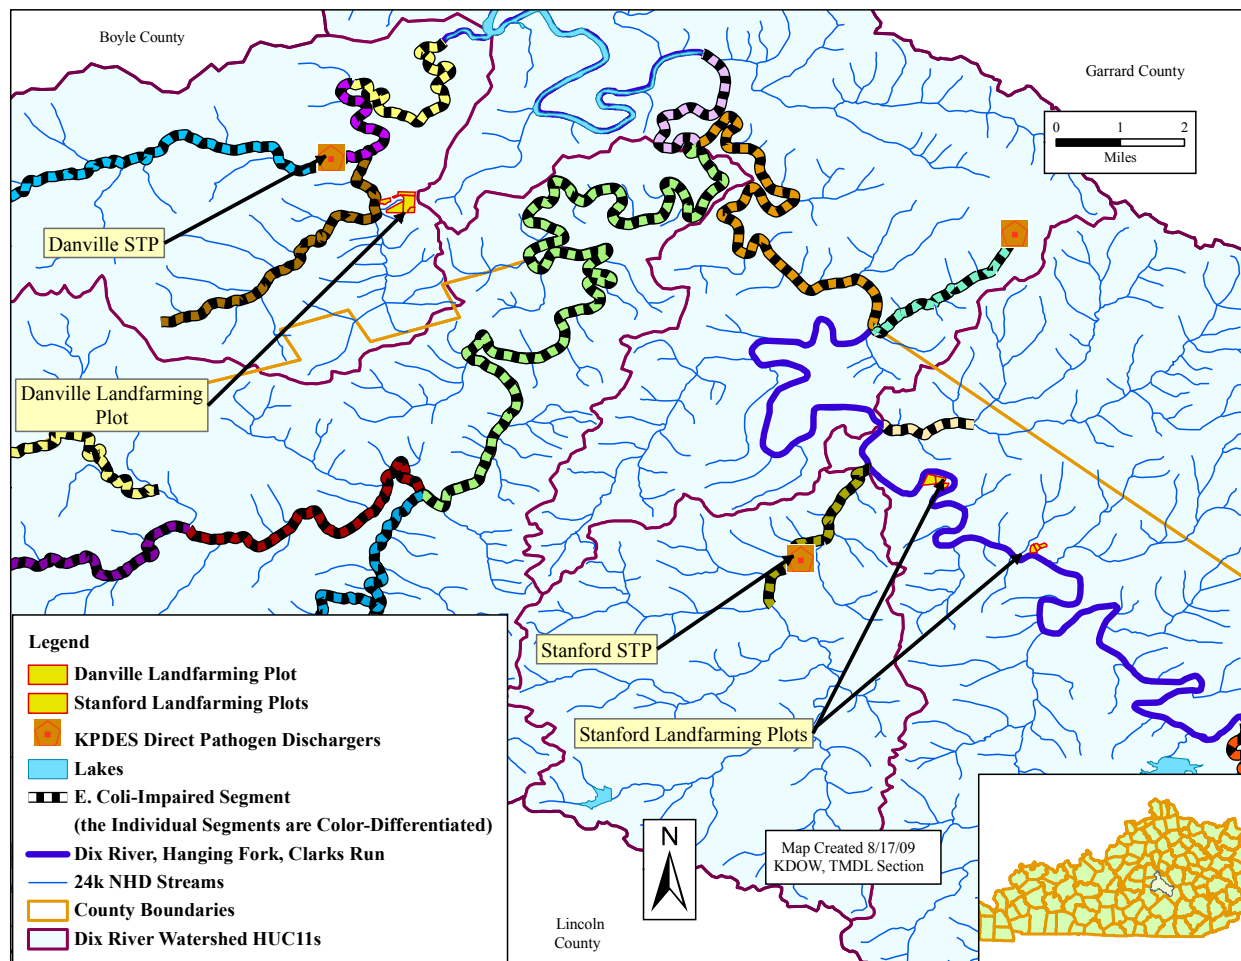 Boyle County
Garrard County
0 1 2
Miles
Danville STP
Danville Landfarming
Plot
Stanford STP
Stanford Landfarming Plots
Legend
Danville Landfarming Plot
Stanford Landfarming Plots
KPDES Direct Pathogen Dischargers
Lakes
E. Coli-Impaired Segment
(the Individual Segments are Color-Differentiated)
Dix River, Hanging Fork, Clarks Run
24k NHD Streams
County Boundaries
Dix River Watershed HUC11s
N
Map Created 8/17/09
KDOW, TMDL Section
Lincoln
County